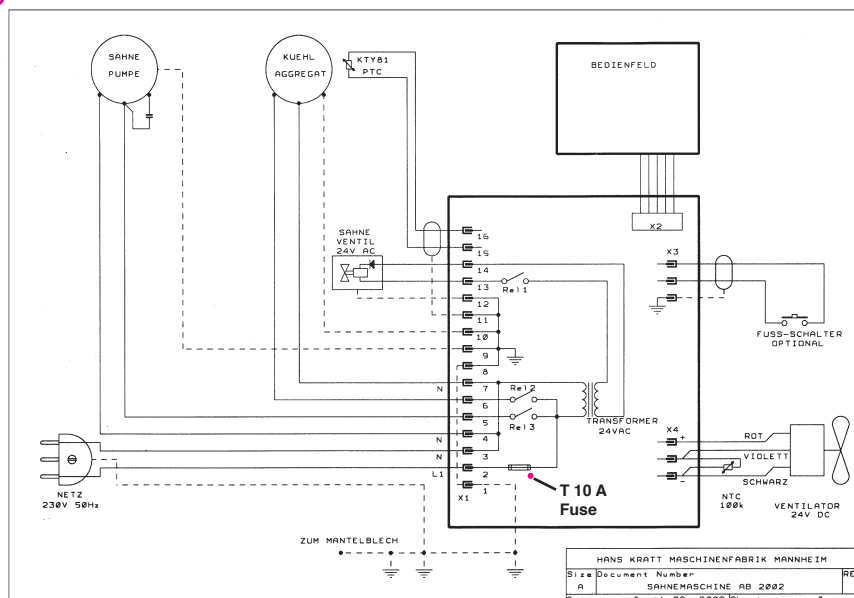 SAHNE
PUMPE
KUEHL
AGGREGAT
KTY81
PTC
BEDIENFELD
X2
SAHNE
VENTIL
24V AC
16
15
14
13
12
11
10
9
8
7
6
5
4
3
2
1
X1
Rel1
Rel2
Rel3
N
N
N
L1
TRANSFORMER
24VAC
X3
FUSS-SCHALTER
OPTIONAL
X4
+
-
ROT
VIOLETT
SCHWARZ
NTC
100k
VENTILATOR
24V DC
NETZ
230V 50Hz
T 10 A
Fuse
ZUM MANTELBLECH
HANS KRATT MASCHINENFABRIK MANNHEIM
Size Document Number
RE
A
SAHNEMASCHINE AB 2002